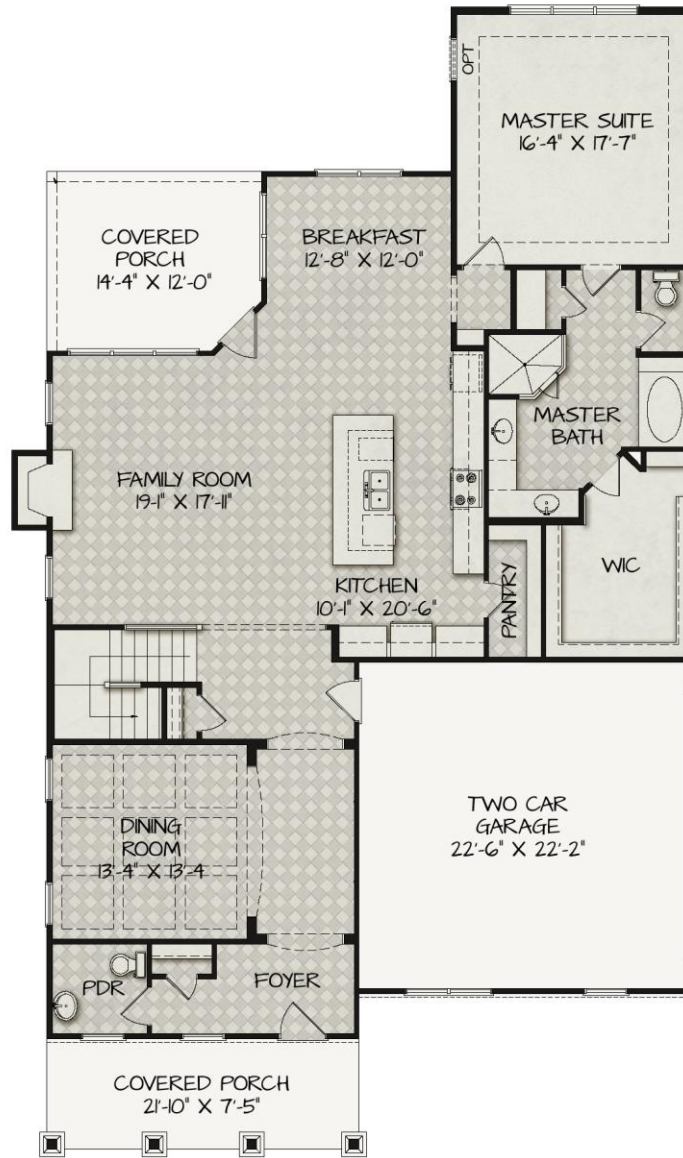 OPT
MASTER SUITE
16'-4" X 17'-7"
COVERED
PORCH
14'-4" X 12'-0"
BREAKFAST
12'-8" X 12'-0"
MASTER
BATH
FAMILY ROOM
19-1" X 17'-11"
WIC
KITCHEN
10'-1" X 20'-6"
PANTRY
TWO CAR
GARAGE
22'-6" X 22'-2"
DINING
ROOM
13'-4" X 13'-4
PDR
FOYER
COVERED PORCH
21'-10" X 7'-5"